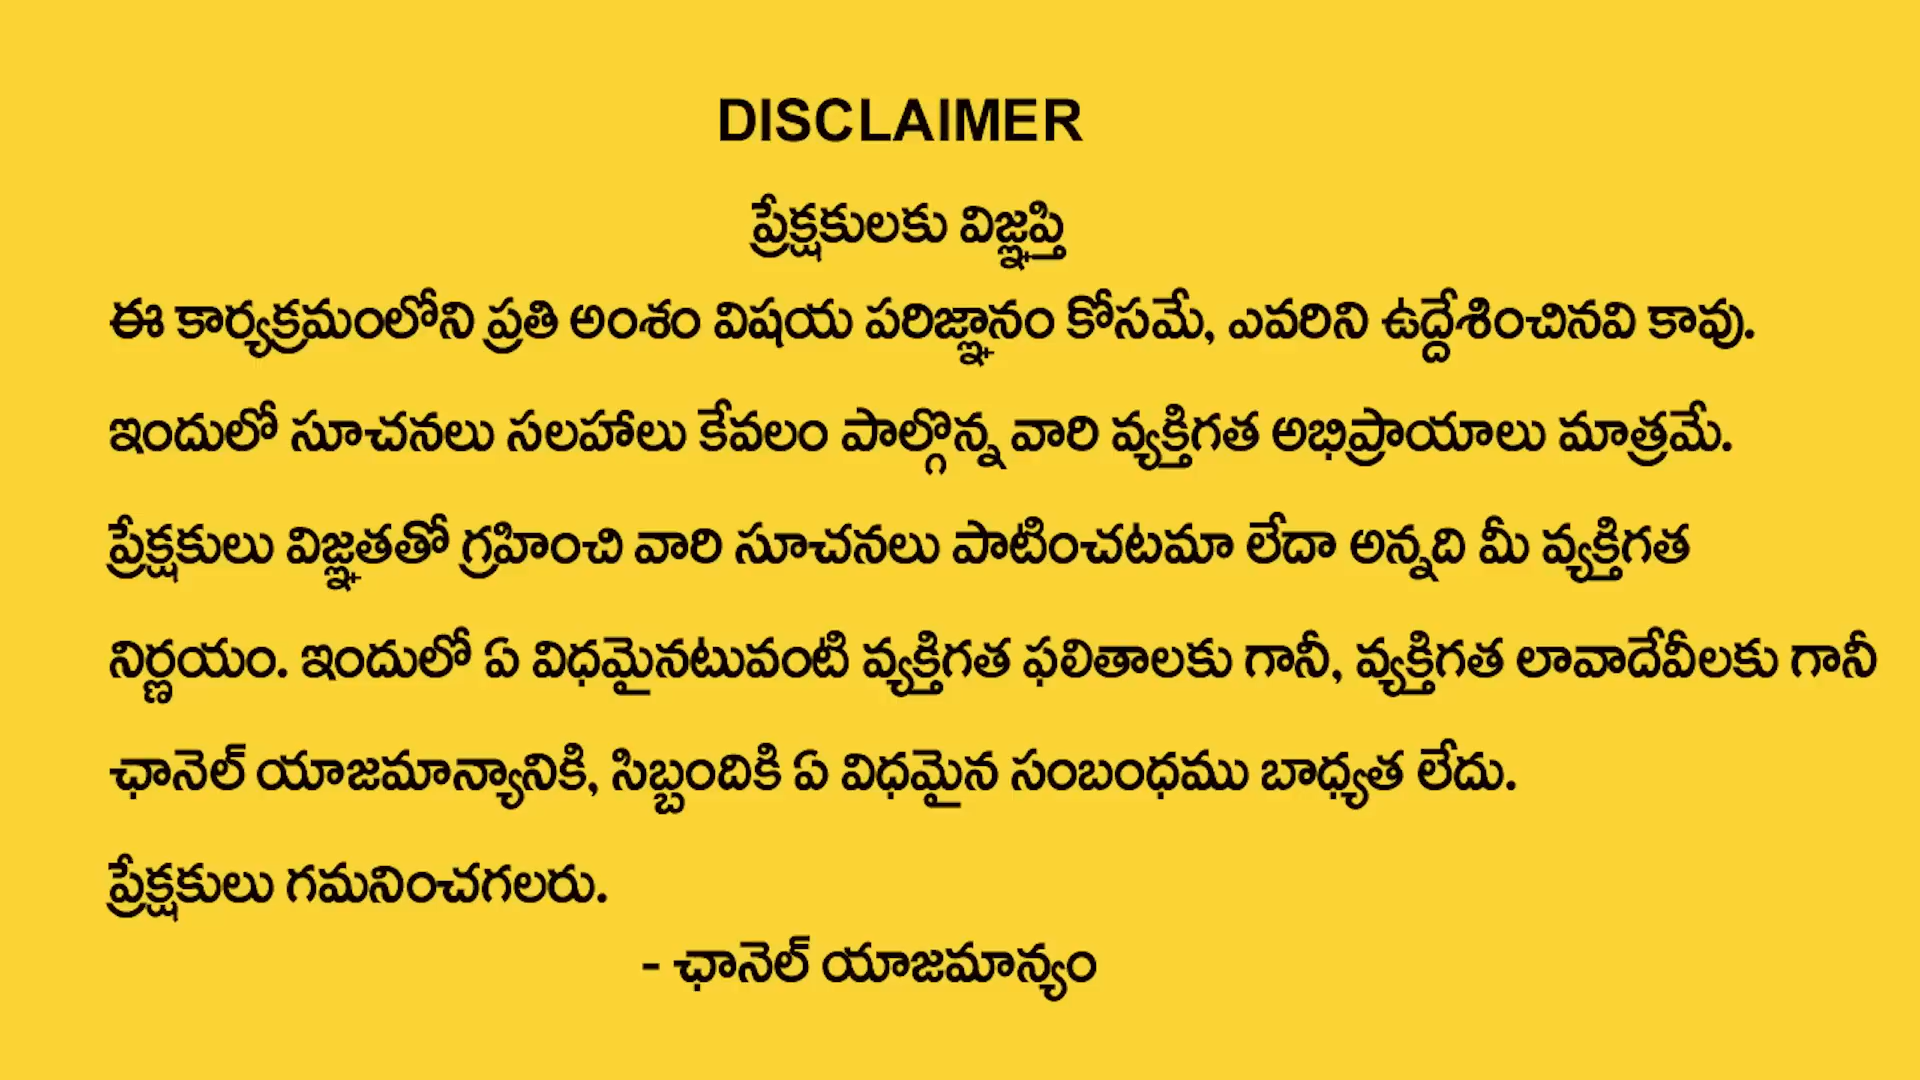 DISCLAIMER
ప్రేక్షకులకు విజ్ఞప్తి
ఈ కార్యక్రమంలోని ప్రతి అంశం విషయ పరిజ్ఞానం కోసమే, ఎవరిని ఉద్దేశించినవి కావు.
ఇందులో సూచనలు సలహాలు కేవలం పాల్గొన్న వారి వ్యక్తిగత అభిప్రాయాలు మాత్రమే.
ప్రేక్షకులు విజ్ఞతతో గ్రహించి వారి సూచనలు పాటించటమా లేదా అన్నది మీ వ్యక్తిగత
నిర్ణయం. ఇందులో ఏ విధమైనటువంటి వ్యక్తిగత ఫలితాలకు గానీ, వ్యక్తిగత లావాదేవీలకు గానీ
ఛానెల్ యాజమాన్యానికి, సిబ్బందికి ఏ విధమైన సంబంధము బాధ్యత లేదు.
ప్రేక్షకులు గమనించగలరు.
- ఛానెల్ యాజమాన్యం